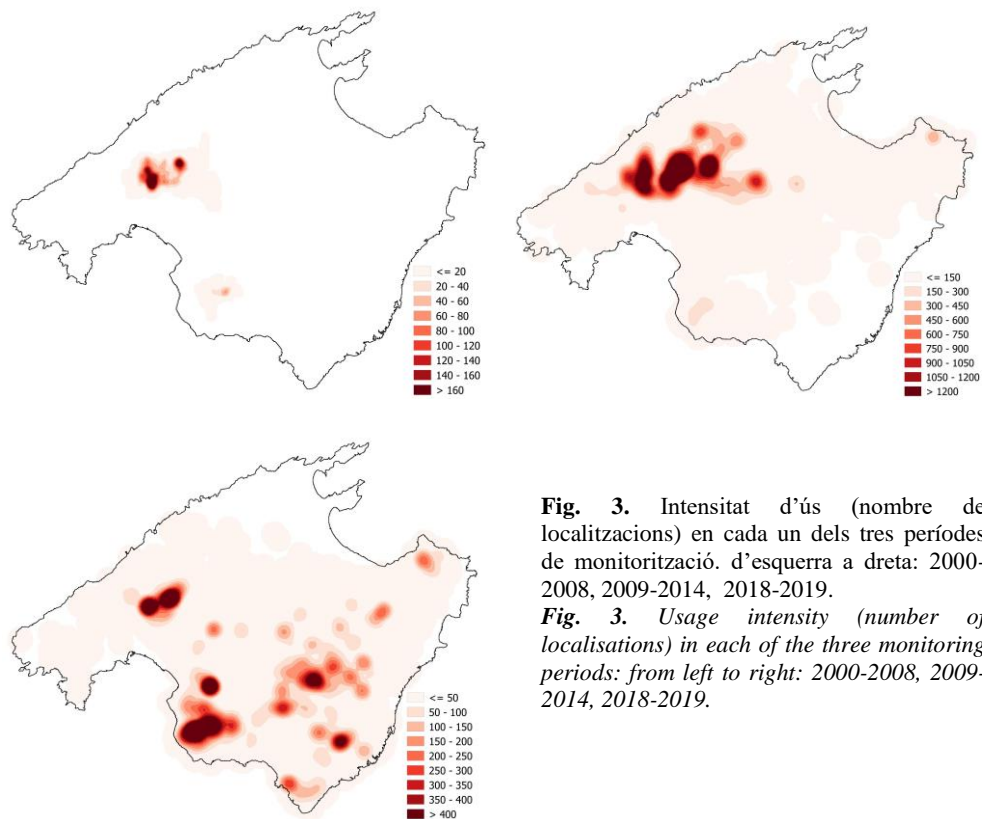 <= 20
20 - 40
40 - 60
60 - 80
80 - 100
100 - 120
120 - 140
140 - 160
> 160
<= 150
150 - 300
300 - 450
450 - 600
600 - 750
750 - 900
900 - 1050
1050 - 1200
> 1200
<= 50
50 - 100
100 - 150
150 - 200
200 - 250
250 - 300
300 - 350
350 - 400
> 400
Fig. 3. Intensitat d’ús (nombre de
localitzacions) en cada un dels tres períodes
de monitorització. d’esquerra a dreta: 2000-
2008, 2009-2014, 2018-2019.
Fig. 3. Usage intensity (number of
localisations) in each of the three monitoring
periods: from left to right: 2000-2008, 2009-
2014, 2018-2019.